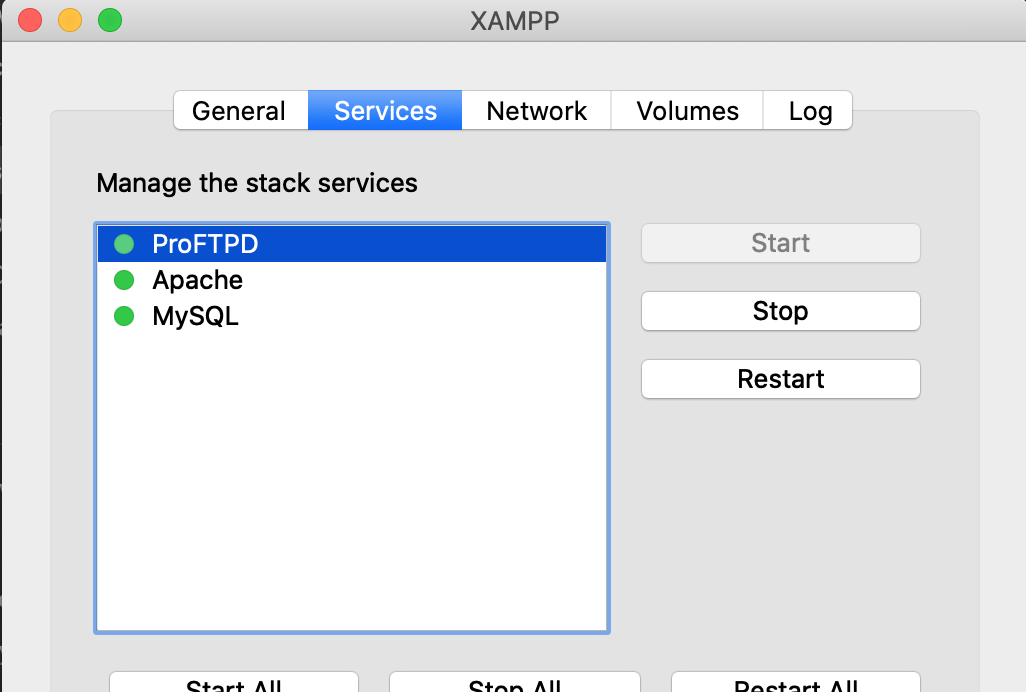 XAMPP
General Services Network Volumes Log
Manage the stack services
ProFTPD
Apache
MySQL
Start
Stop
Restart
Start All Stop All Restart All